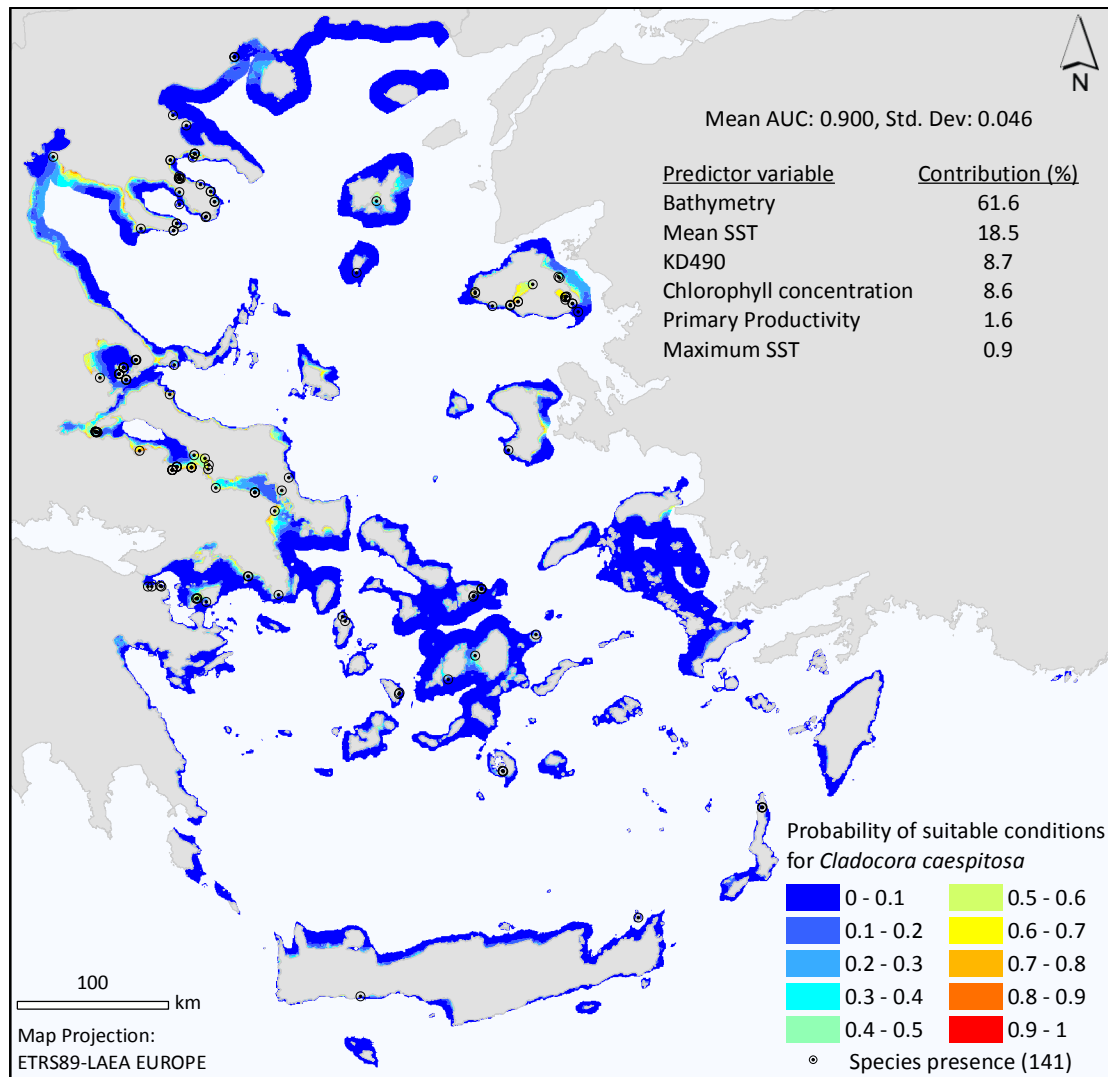 N
Mean AUC: 0.900, Std. Dev: 0.046
Predictor variable Contribution (%)
Bathymetry 61.6
Mean SST 18.5
KD490 8.7
Chlorophyll concentration 8.6
Primary Productivity 1.6
Maximum SST 0.9
Probability of suitable conditions
for Cladocora caespitosa
0 - 0.1 0.5 - 0.6
0.1 - 0.2 0.6 - 0.7
0.2 - 0.3 0.7 - 0.8
0.3 - 0.4 0.8 - 0.9
0.4 - 0.5 0.9 - 1
Species presence (141)
100
km
Map Projection:
ETRS89-LAEA EUROPE